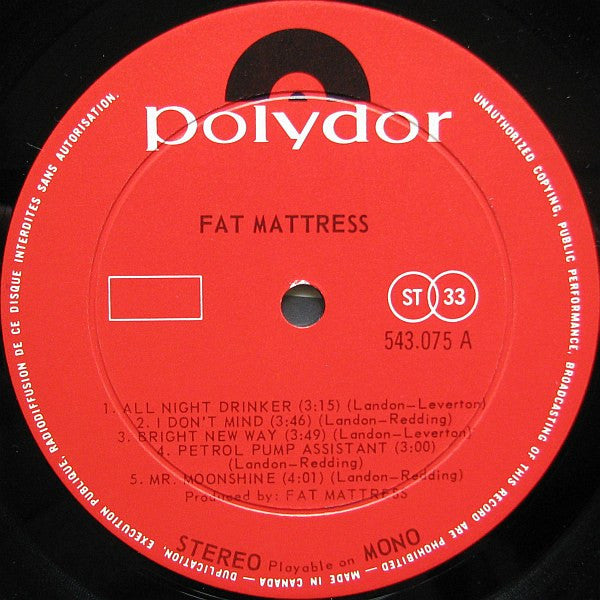 polydor
FAT MATTRESS
ST 33
543.075 A
1. ALL NIGHT DRINKER (3:15) (Landon—Leverton)
2. I DON'T MIND (3:46) (Landon—Redding)
3. BRIGHT NEW WAY (3:49) (Landon—Leverton)
4. PETROL PUMP ASSISTANT (3:00)
(Landon—Redding)
5. MR. MOONSHINE (4:01) (Landon—Redding)
Produced by: FAT MATTRESS
STEREO Playable on MONO
UNAUTHORIZED COPYING, PUBLIC PERFORMANCE, BROADCASTING OF THIS RECORD ARE PROHIBITED — MADE IN CANADA — DUPLICATION, EXECUTION PUBLIQUE, RADIODIFFUSION DE CE DISQUE INTERDITES SANS AUTORISATION.